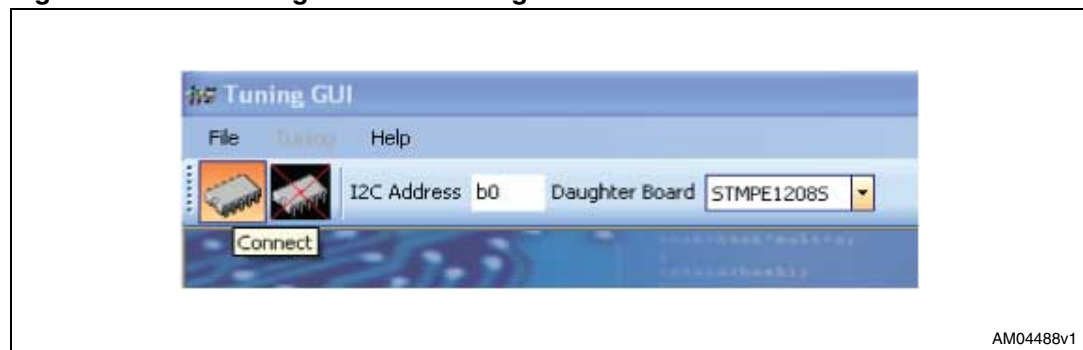 Tuning GUI
File Tuning Help
I2C Address b0 Daughter Board STMPE1208S
Connect
AM04488v1